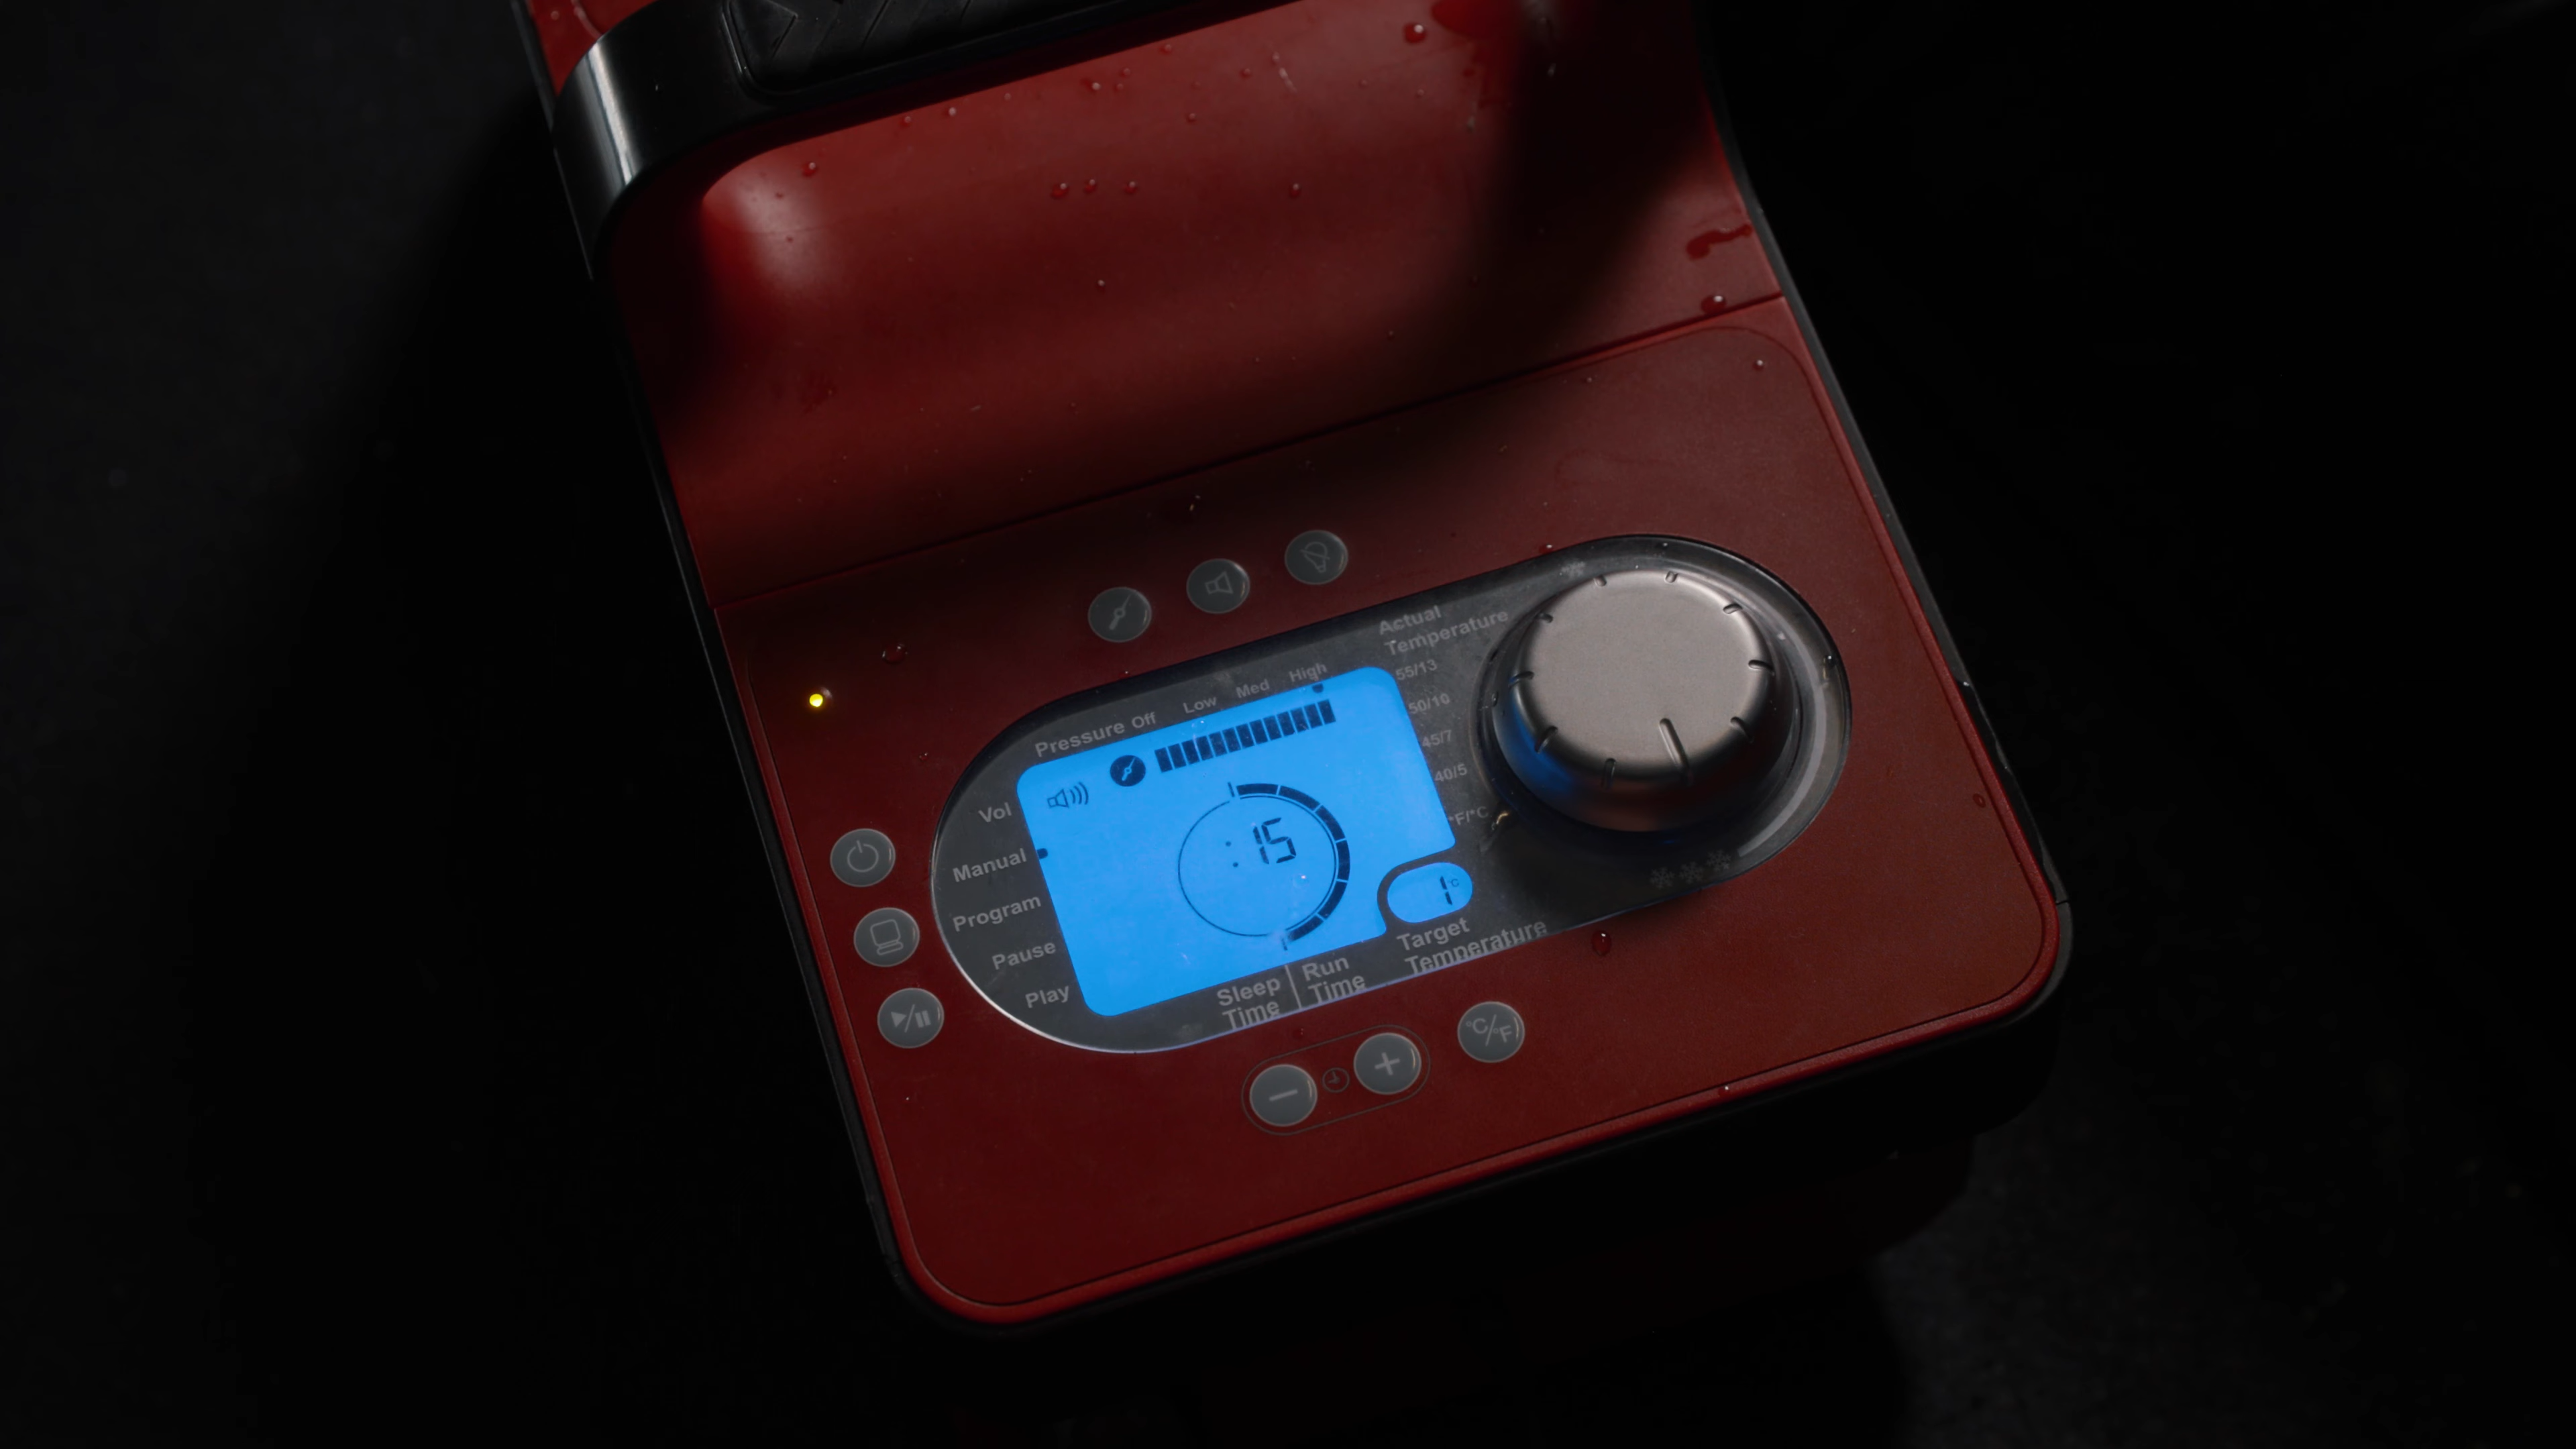 Actual
Temperature
55/13
50/10
45/7
40/5
°F/°C
Pressure Off Low Med High
Vol
Manual
Program
Pause
Play
:15
1°C
Target
Temperature
Sleep
Time
Run
Time
°C/°F